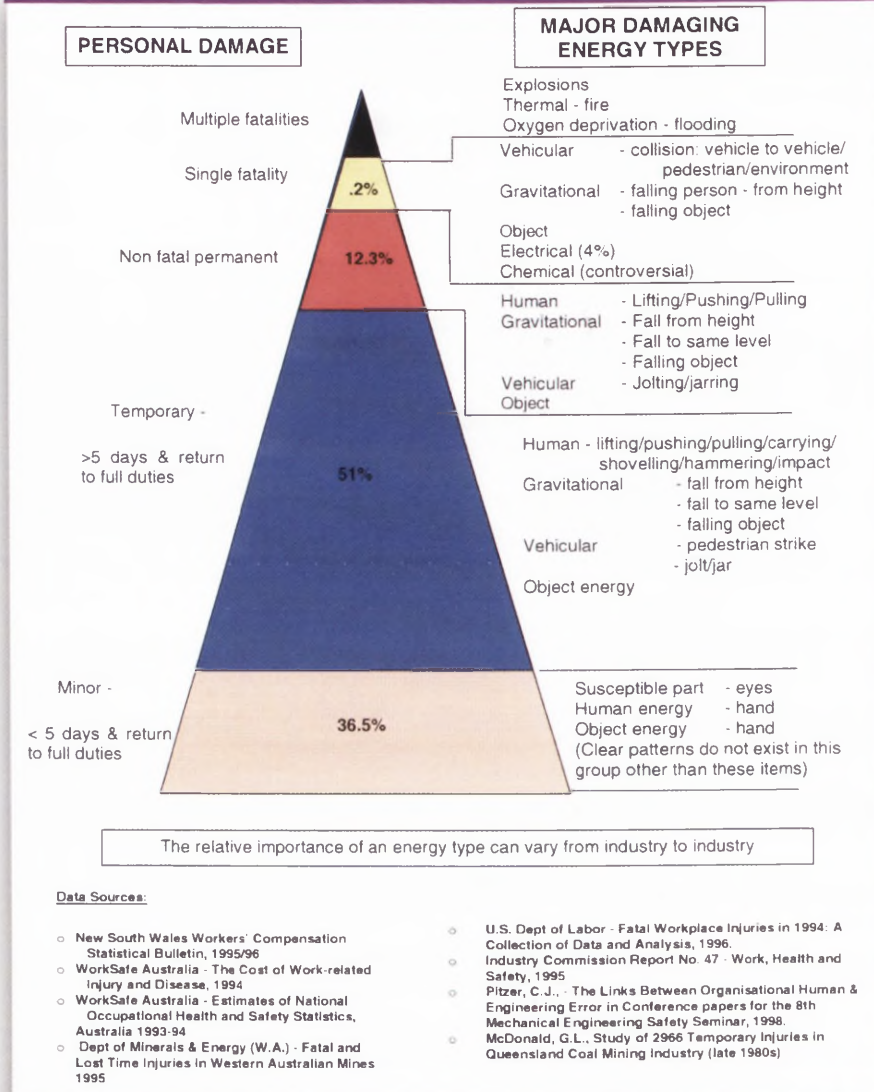 PERSONAL DAMAGE
MAJOR DAMAGING
ENERGY TYPES
Multiple fatalities
Explosions
Thermal - fire
Oxygen deprivation - flooding
Single fatality
.2%
Vehicular - collision: vehicle to vehicle/
pedestrian/environment
Gravitational - falling person - from height
- falling object
Object
Electrical (4%)
Chemical (controversial)
Non fatal permanent
12.3%
Human - Lifting/Pushing/Pulling
Gravitational - Fall from height
- Fall to same level
- Falling object
Vehicular - Jolting/jarring
Object
Temporary -
>5 days & return
to full duties
51%
Human - lifting/pushing/pulling/carrying/
shovelling/hammering/impact
Gravitational - fall from height
- fall to same level
- falling object
Vehicular - pedestrian strike
- jolt/jar
Object energy
Minor -
< 5 days & return
to full duties
36.5%
Susceptible part - eyes
Human energy - hand
Object energy - hand
(Clear patterns do not exist in this
group other than these items)
The relative importance of an energy type can vary from industry to industry
Data Sources:
New South Wales Workers' Compensation
Statistical Bulletin, 1995/96
WorkSafe Australia - The Cost of Work-related
Injury and Disease, 1994
WorkSafe Australia - Estimates of National
Occupational Health and Safety Statistics,
Australia 1993-94
Dept of Minerals & Energy (W.A.) - Fatal and
Lost Time Injuries in Western Australian Mines
1995
U.S. Dept of Labor - Fatal Workplace Injuries in 1994: A
Collection of Data and Analysis, 1996.
Industry Commission Report No. 47 - Work, Health and
Safety, 1995
Pitzer, C.J., - The Links Between Organisational Human &
Engineering Error in Conference papers for the 8th
Mechanical Engineering Safety Seminar, 1998.
McDonald, G.L., Study of 2966 Temporary Injuries in
Queensland Coal Mining Industry (late 1980s)